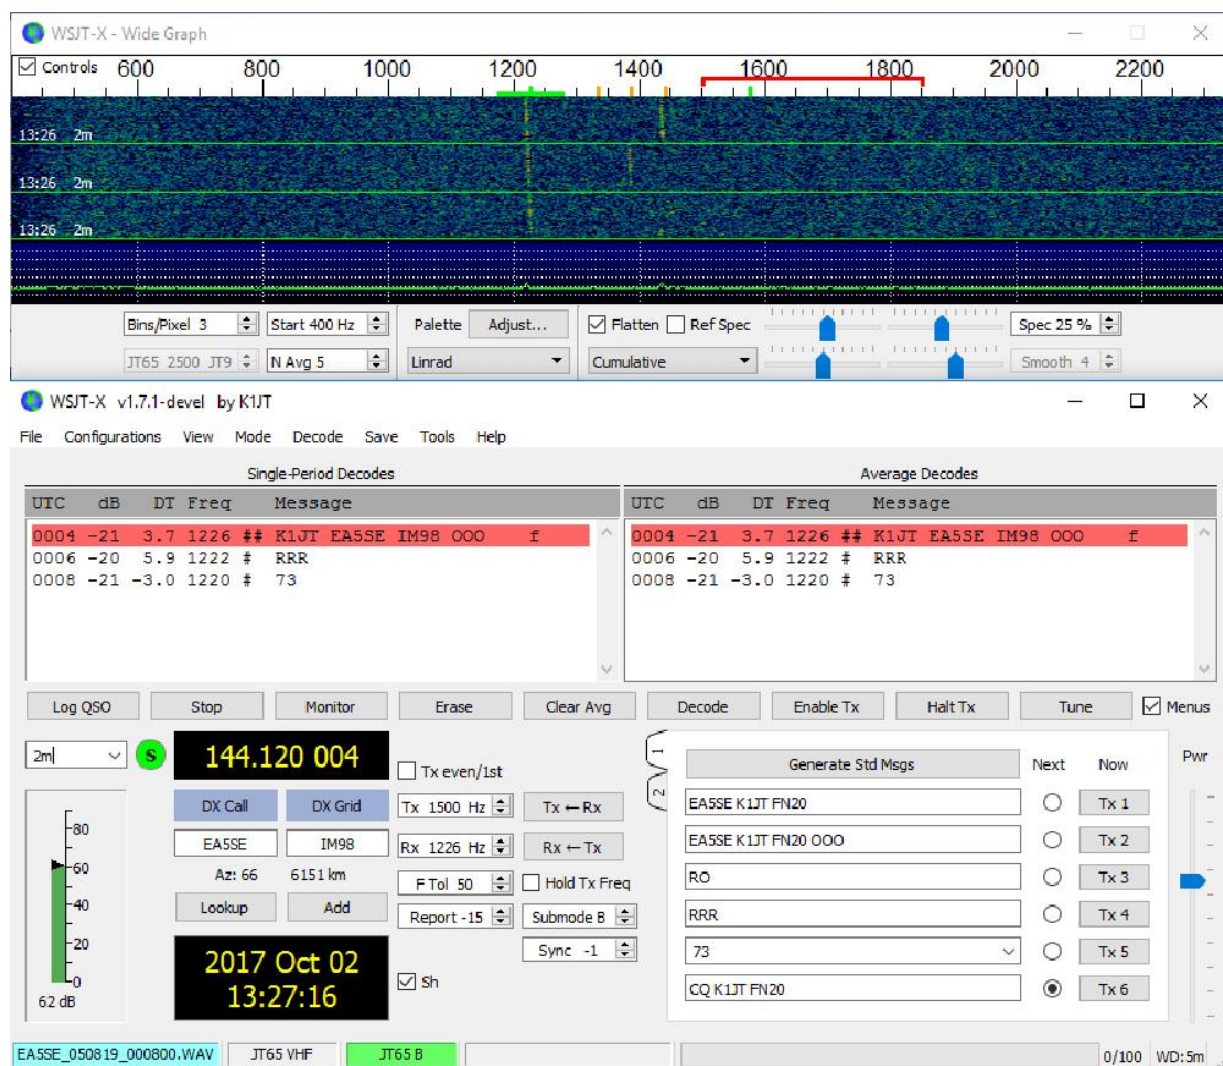 WSJT-X - Wide Graph
Controls 600 800 1000 1200 1400 1600 1800 2000 2200
13:26 2m
13:26 2m
13:26 2m
Bins/Pixel 3 Start 400 Hz Palette Adjust... Flatten Ref Spec Spec 25 %
JT65 2500 JT9 N Avg 5 Linrad Cumulative Smooth 4
WSJT-X v1.7.1-devel by K1JT
File Configurations View Mode Decode Save Tools Help
Single-Period Decodes Average Decodes
UTC dB DT Freq Message UTC dB DT Freq Message
0004 -21 3.7 1226 ## K1JT EA5SE IM98 OOO f 0004 -21 3.7 1226 ## K1JT EA5SE IM98 OOO f
0006 -20 5.9 1222 # RRR 0006 -20 5.9 1222 # RRR
0008 -21 -3.0 1220 # 73 0008 -21 -3.0 1220 # 73
Log QSO Stop Monitor Erase Clear Avg Decode Enable Tx Halt Tx Tune Menus
2m S 144.120 004 Tx even/1st 1 Generate Std Msgs Next Now Pwr
DX Call DX Grid Tx 1500 Hz Tx ← Rx 2 EA5SE K1JT FN20 Tx 1
-80 EA5SE IM98 Rx 1226 Hz Rx ← Tx EA5SE K1JT FN20 OOO Tx 2
-60 Az: 66 6151 km F Tol 50 Hold Tx Freq RO Tx 3
-40 Lookup Add Report -15 Submode B RRR Tx 4
-20 2017 Oct 02 Sync -1 73 Tx 5
-0 13:27:16 Sh CQ K1JT FN20 Tx 6
62 dB
EA5SE_050819_000800.WAV JT65 VHF JT65 B 0/100 WD:5m